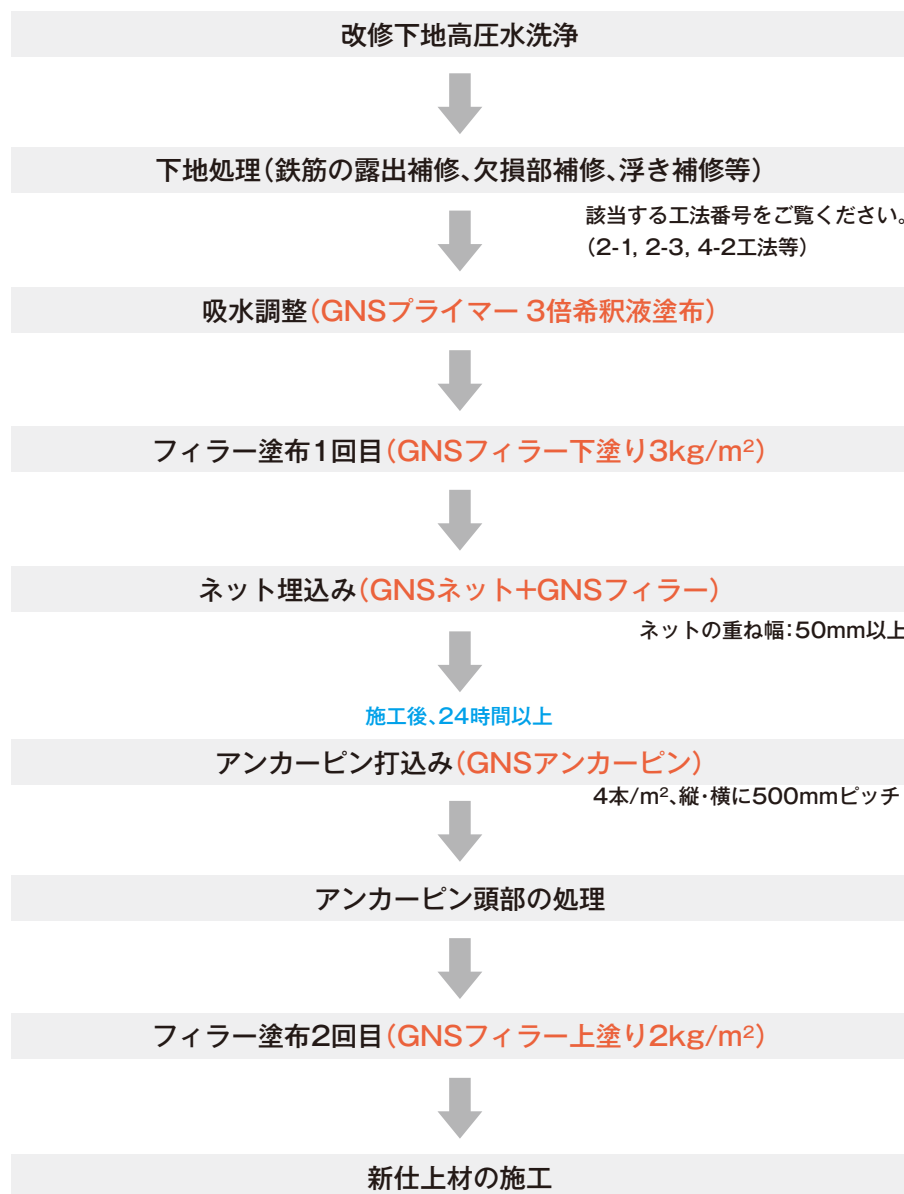 改修下地高圧水洗浄
下地処理（鉄筋の露出補修、欠損部補修、浮き補修等）
該当する工法番号をご覧ください。
（2-1, 2-3, 4-2工法等）
吸水調整（GNSプライマー 3倍希釈液塗布）
フィラー塗布1回目（GNSフィラー下塗り3kg/m²）
ネット埋込み（GNSネット+GNSフィラー）
ネットの重ね幅：50mm以上
施工後、24時間以上
アンカーピン打込み（GNSアンカーピン）
4本/m²、縦・横に500mmピッチ
アンカーピン頭部の処理
フィラー塗布2回目（GNSフィラー上塗り2kg/m²）
新仕上材の施工